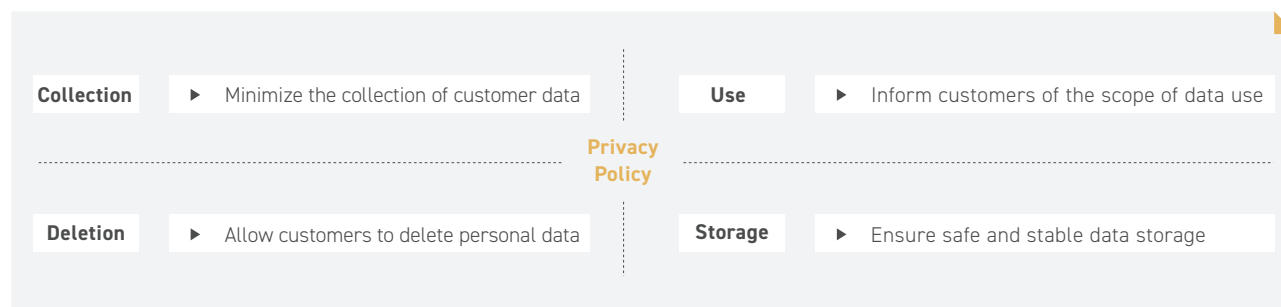 Collection
▶ Minimize the collection of customer data
Use
▶ Inform customers of the scope of data use
Privacy
Policy
Deletion
▶ Allow customers to delete personal data
Storage
▶ Ensure safe and stable data storage